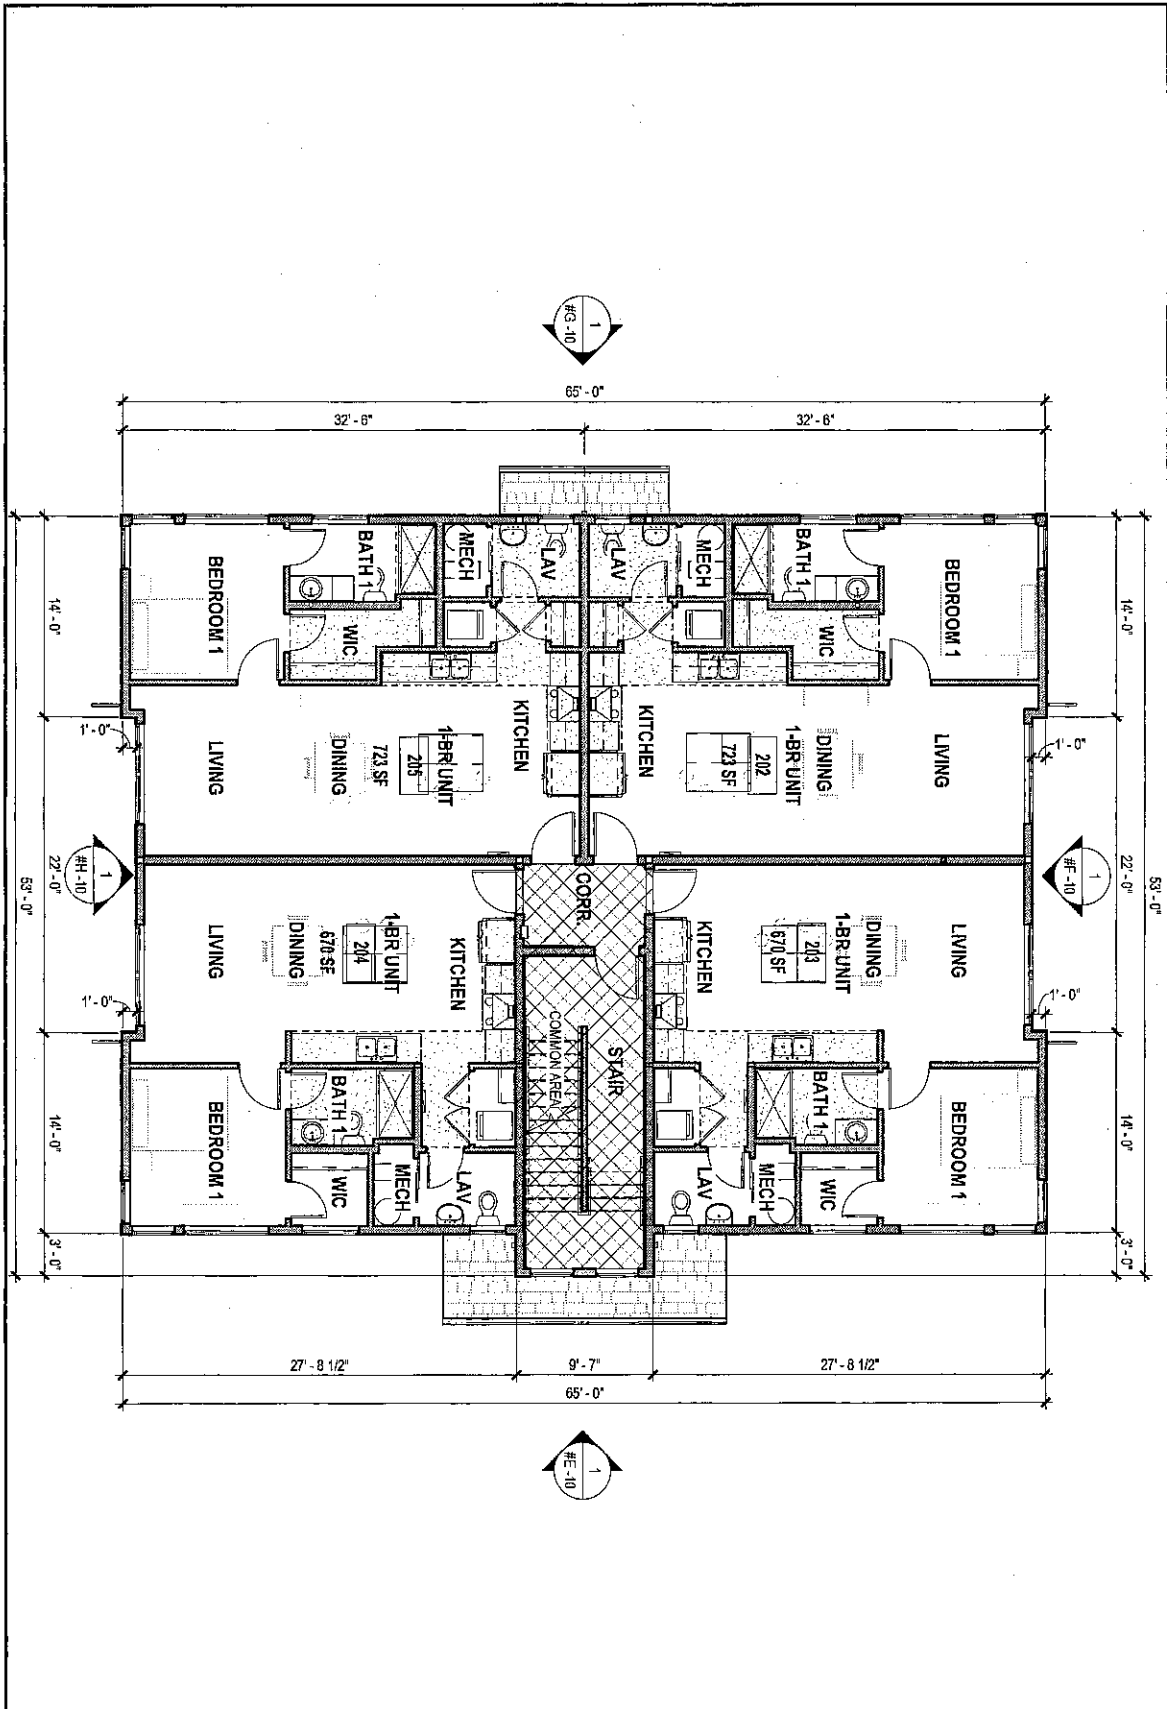 65' - 0"
32' - 6"
32' - 6"
1
#G -10
14' - 0"
BEDROOM 1
BATH 1
WIC
MECH
LAV
LAV
MECH
BATH 1
WIC
BEDROOM 1
14' - 0"
1' - 0"
LIVING
DINING
723 SF
205
1-BR UNIT
KITCHEN
KITCHEN
723 SF
202
1-BR UNIT
DINING
LIVING
1' - 0"
53' - 0"
22' - 0"
1
#H -10
CORR.
1
#F -10
22' - 0"
53' - 0"
LIVING
DINING
670 SF
204
1-BR UNIT
KITCHEN
KITCHEN
670 SF
203
1-BR UNIT
DINING
LIVING
1' - 0"
1' - 0"
COMMON AREA
STAIR
14' - 0"
BEDROOM 1
BATH 1
WIC
MECH
LAV
LAV
MECH
BATH 1
WIC
BEDROOM 1
14' - 0"
3' - 0"
3' - 0"
27' - 8 1/2"
9' - 7"
27' - 8 1/2"
65' - 0"
1
#E -10